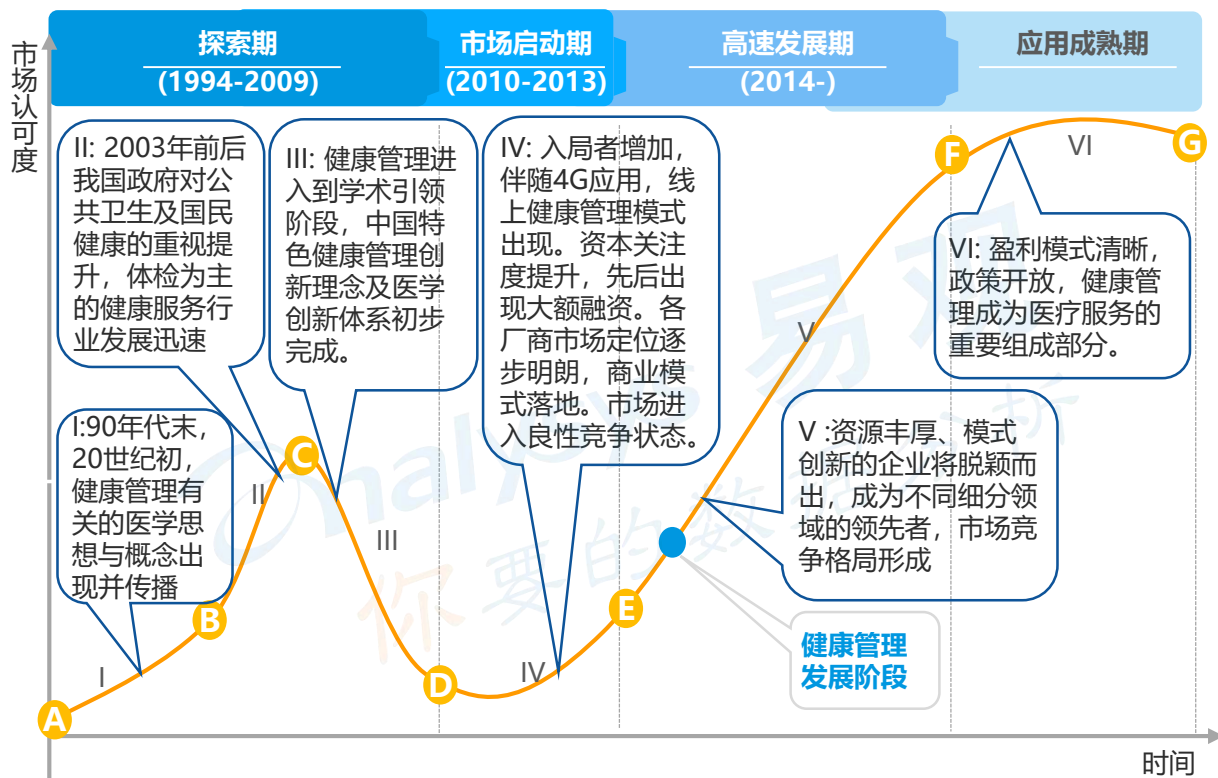 探索期
(1994-2009)
市场启动期
(2010-2013)
高速发展期
(2014-)
应用成熟期
市场认可度
II: 2003年前后
我国政府对公
共卫生及国民
健康的重视提
升，体检为主
的健康服务行
业发展迅速
III: 健康管理进
入到学术引领
阶段，中国特
色健康管理创
新理念及医学
创新体系初步
完成。
IV: 入局者增加，
伴随4G应用，线
上健康管理模式
出现。资本关注
度提升，先后出
现大额融资。各
厂商市场定位逐
步明朗，商业模
式落地。市场进
入良性竞争状态。
F
VI
G
VI: 盈利模式清晰，
政策开放，健康管
理成为医疗服务的
重要组成部分。
V
I:90年代末，
20世纪初，
健康管理有
关的医学思
想与概念出
现并传播
C
II
III
V :资源丰厚、模式
创新的企业将脱颖而
出，成为不同细分领
域的领先者，市场竞
争格局形成
B
E
I
D
IV
A
健康管理
发展阶段
时间
analysys 易观
你要的数据分析